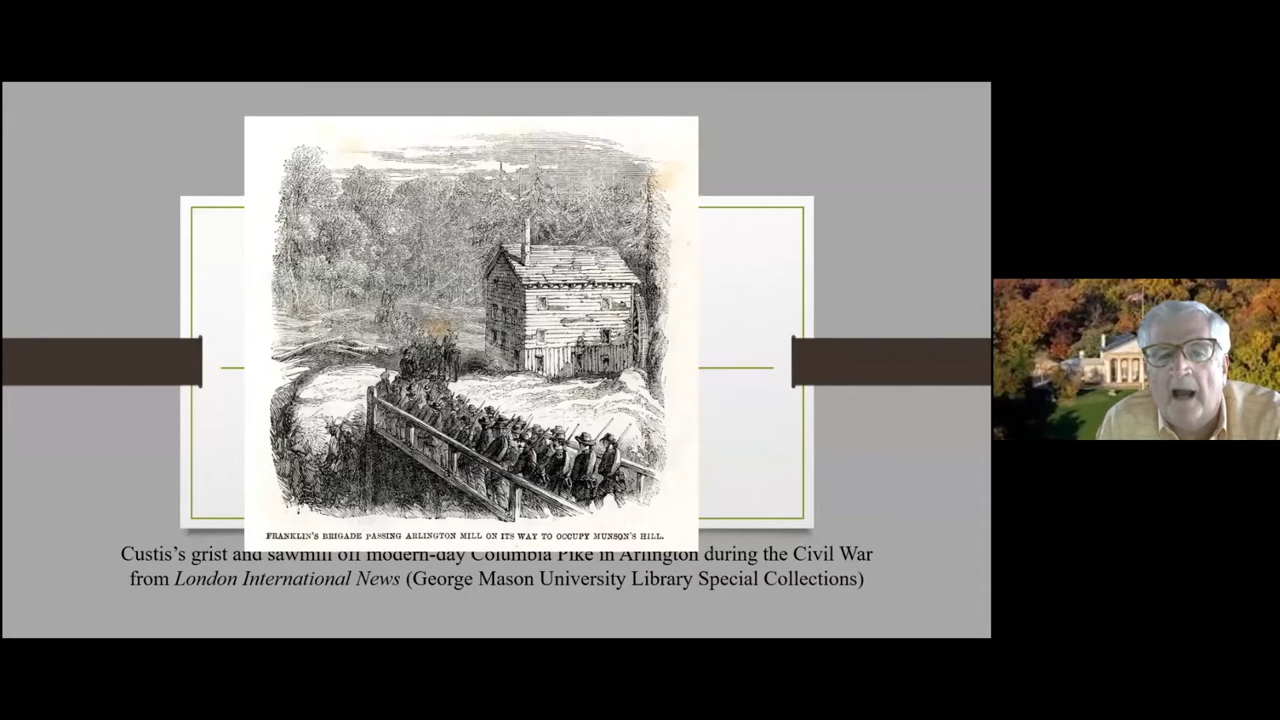 FRANKLIN'S BRIGADE PASSING ARLINGTON MILL ON ITS WAY TO OCCUPY MUNSON'S HILL.
Custis's grist and sawmill off modern-day Columbia Pike in Arlington during the Civil War
from London International News (George Mason University Library Special Collections)